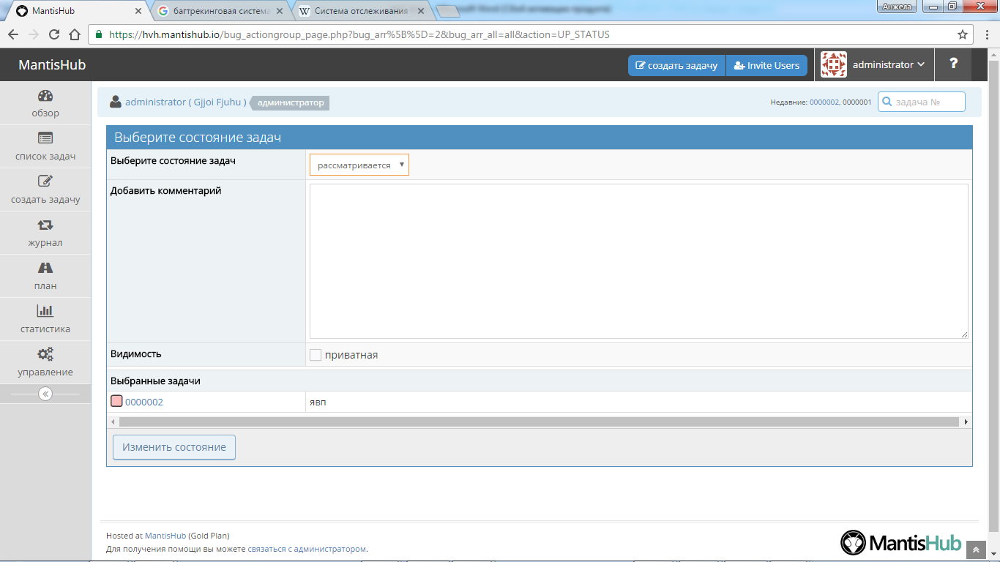 MantisHub
багтрекинговая система
Система отслеживания
Анжела
https://hvh.mantishub.io/bug_actiongroup_page.php?bug_arr%5B%5D=2&bug_arr_all=all&action=UP_STATUS
MantisHub
создать задачу
Invite Users
administrator
?
обзор
список задач
создать задачу
журнал
план
статистика
управление
administrator ( Gjjoi Fjuhu )
администратор
Недавние: 0000002, 0000001
задача №
Выберите состояние задач
Выберите состояние задач
рассматривается
Добавить комментарий
Видимость
приватная
Выбранные задачи
0000002
явп
Изменить состояние
Hosted at MantisHub (Gold Plan)
Для получения помощи вы можете связаться с администратором.
MantisHub